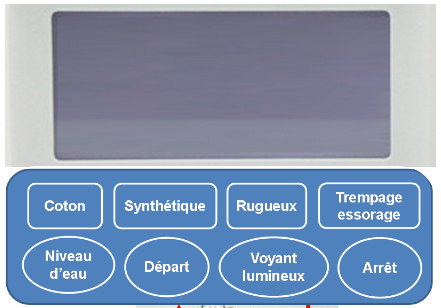 Coton
Synthétique
Rugueux
Trempage
essorage
Niveau
d'eau
Départ
Voyant
lumineux
Arrêt